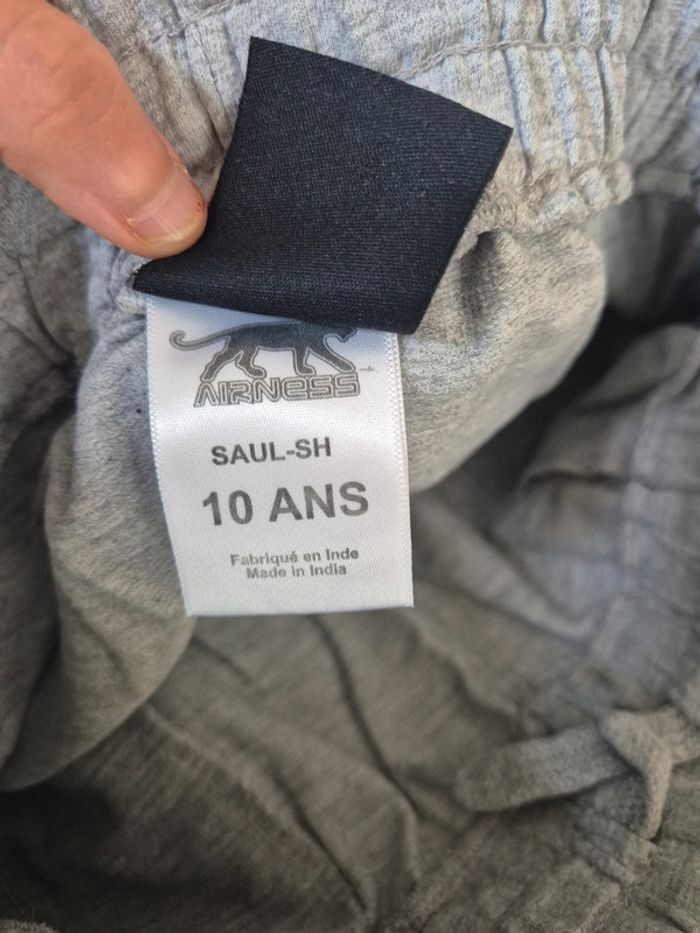 AIRNESS
SAUL-SH
10 ANS
Fabriqué en Inde
Made in India